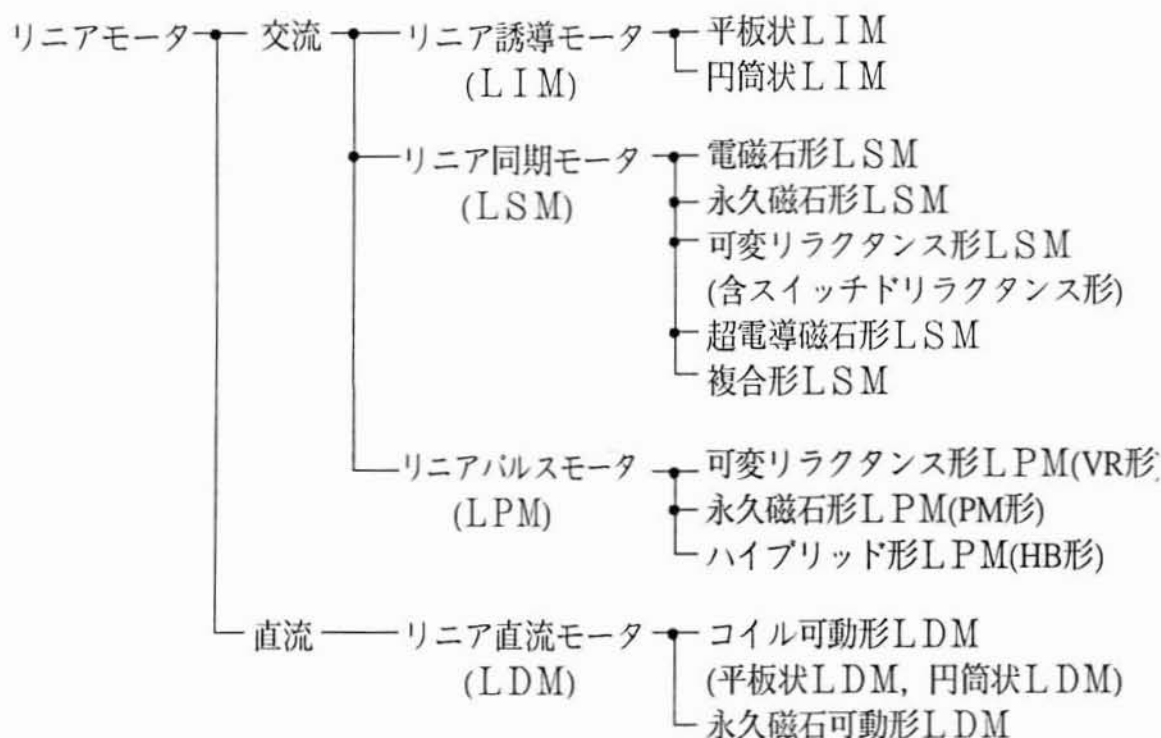 リニアモータ 交流 リニア誘導モータ 平板状LIM
(LIM) 円筒状LIM
リニア同期モータ 電磁石形LSM
(LSM) 永久磁石形LSM
可変リラクタンス形LSM
(含スイッチドリラクタンス形)
超電導磁石形LSM
複合形LSM
リニアパルスモータ 可変リラクタンス形LPM(VR形)
(LPM) 永久磁石形LPM(PM形)
ハイブリッド形LPM(HB形)
直流 リニア直流モータ コイル可動形LDM
(LDM) (平板状LDM, 円筒状LDM)
永久磁石可動形LDM